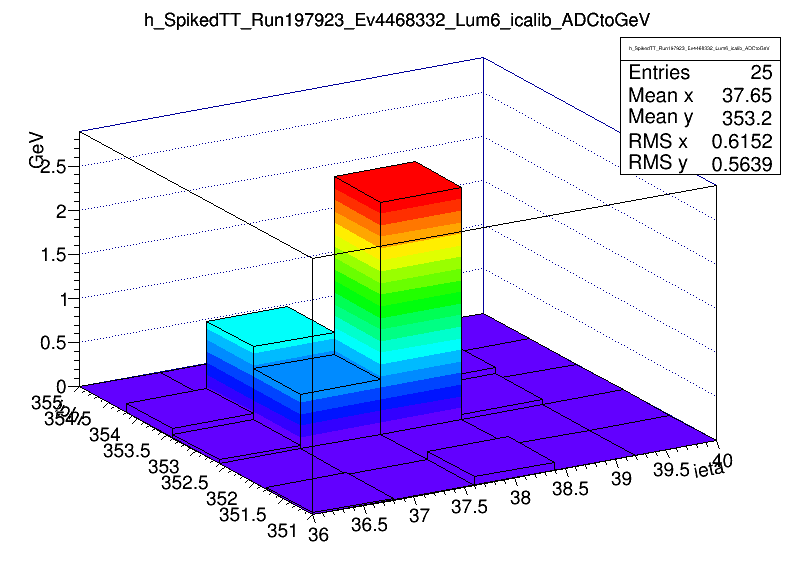 h_SpikedTT_Run197923_Ev4468332_Lum6_icalib_ADCtoGeV
h_SpikedTT_Run197923_Ev4468332_Lum6_icalib_ADCtoGeV
Entries 25
Mean x 37.65
Mean y 353.2
RMS x 0.6152
RMS y 0.5639
GeV
2.5
2
1.5
1
0.5
0
355
354.5
354
353.5
353
352.5
352
351.5
351
36
36.5
37
37.5
38
38.5
39
39.5
40
ieta